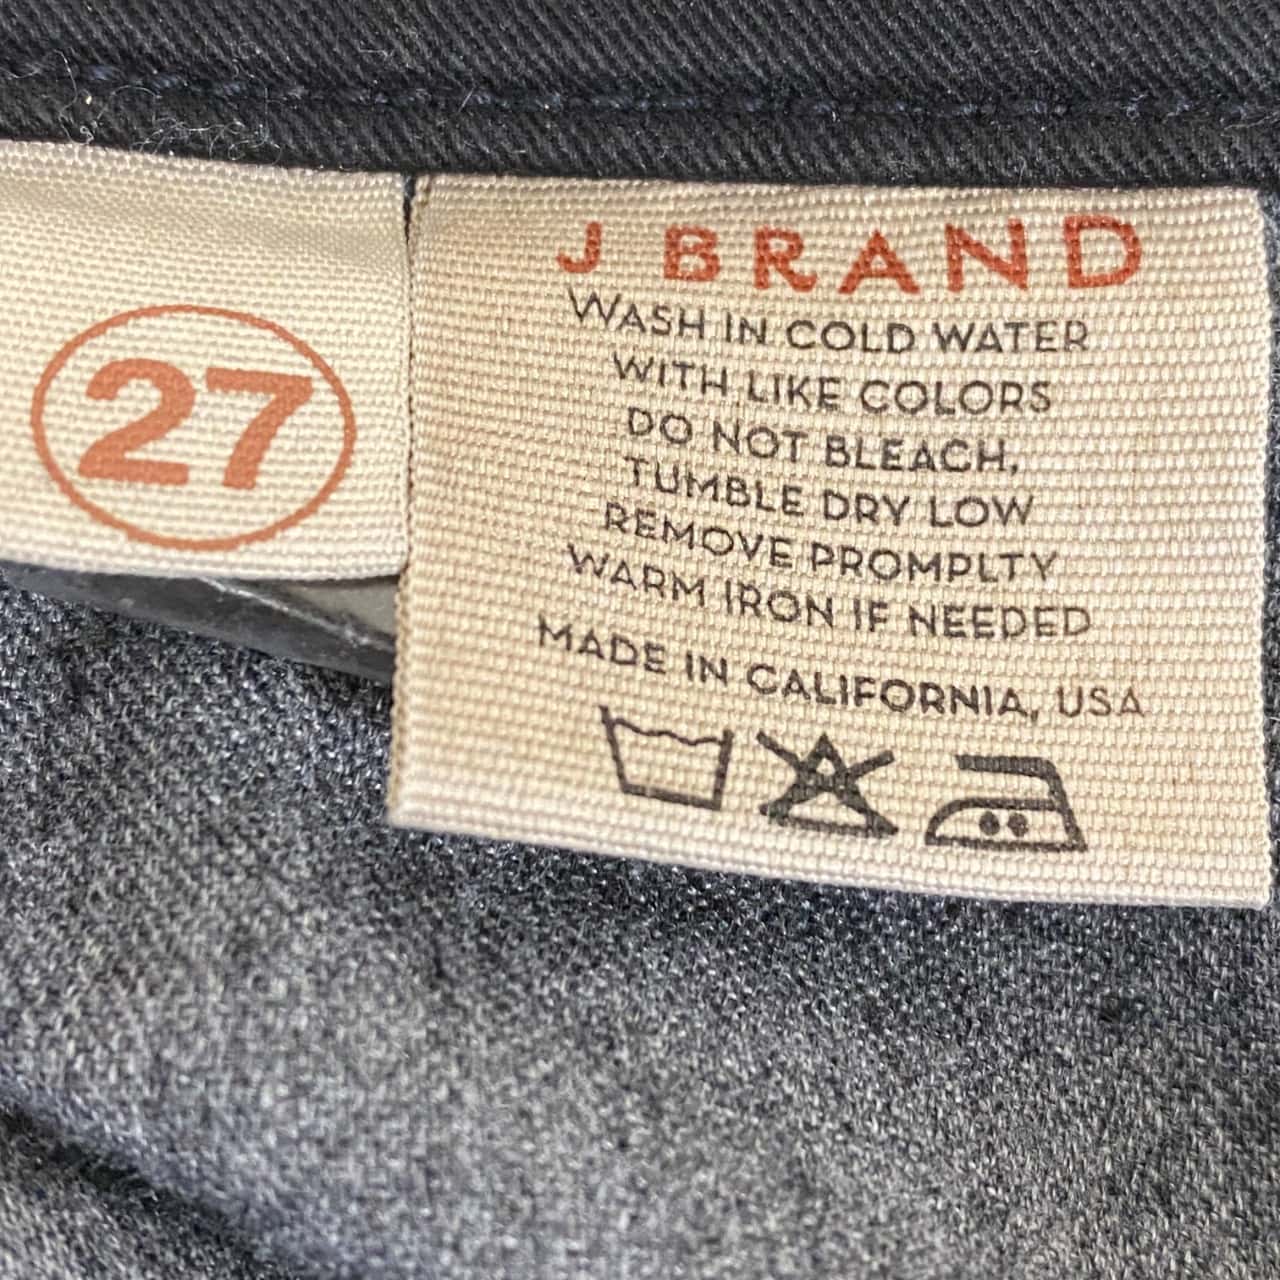 27
J BRAND
WASH IN COLD WATER
WITH LIKE COLORS
DO NOT BLEACH,
TUMBLE DRY LOW
REMOVE PROMPLTY
WARM IRON IF NEEDED
MADE IN CALIFORNIA, USA